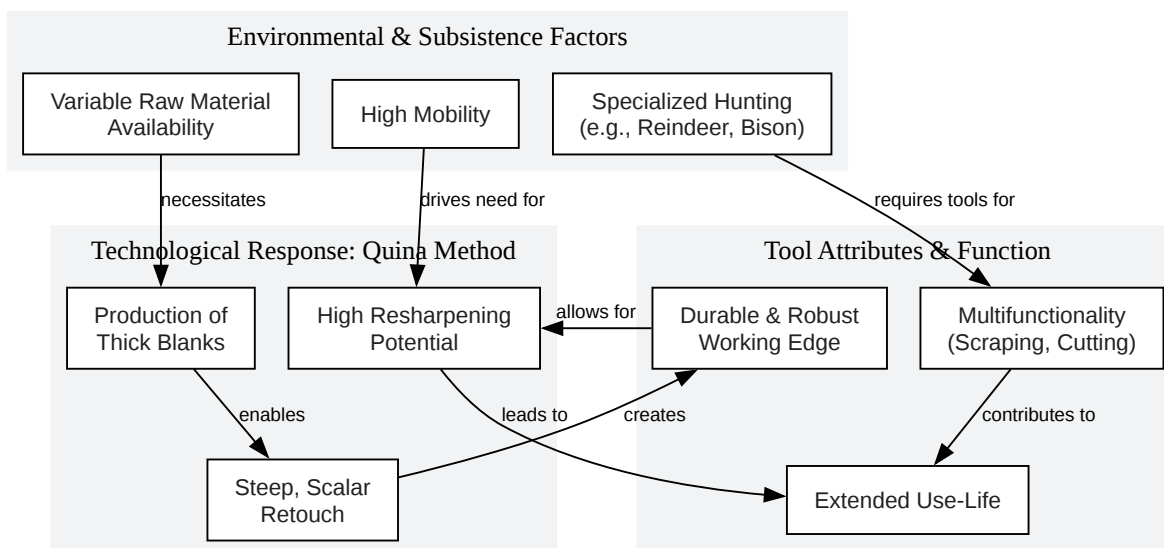 Environmental & Subsistence Factors
Variable Raw Material
Availability
High Mobility
Specialized Hunting
(e.g., Reindeer, Bison)
necessitates
drives need for
requires tools for
Technological Response: Quina Method
Tool Attributes & Function
Production of
Thick Blanks
High Resharpening
Potential
allows for
Durable & Robust
Working Edge
Multifunctionality
(Scraping, Cutting)
enables
leads to
creates
contributes to
Steep, Scalar
Retouch
Extended Use-Life